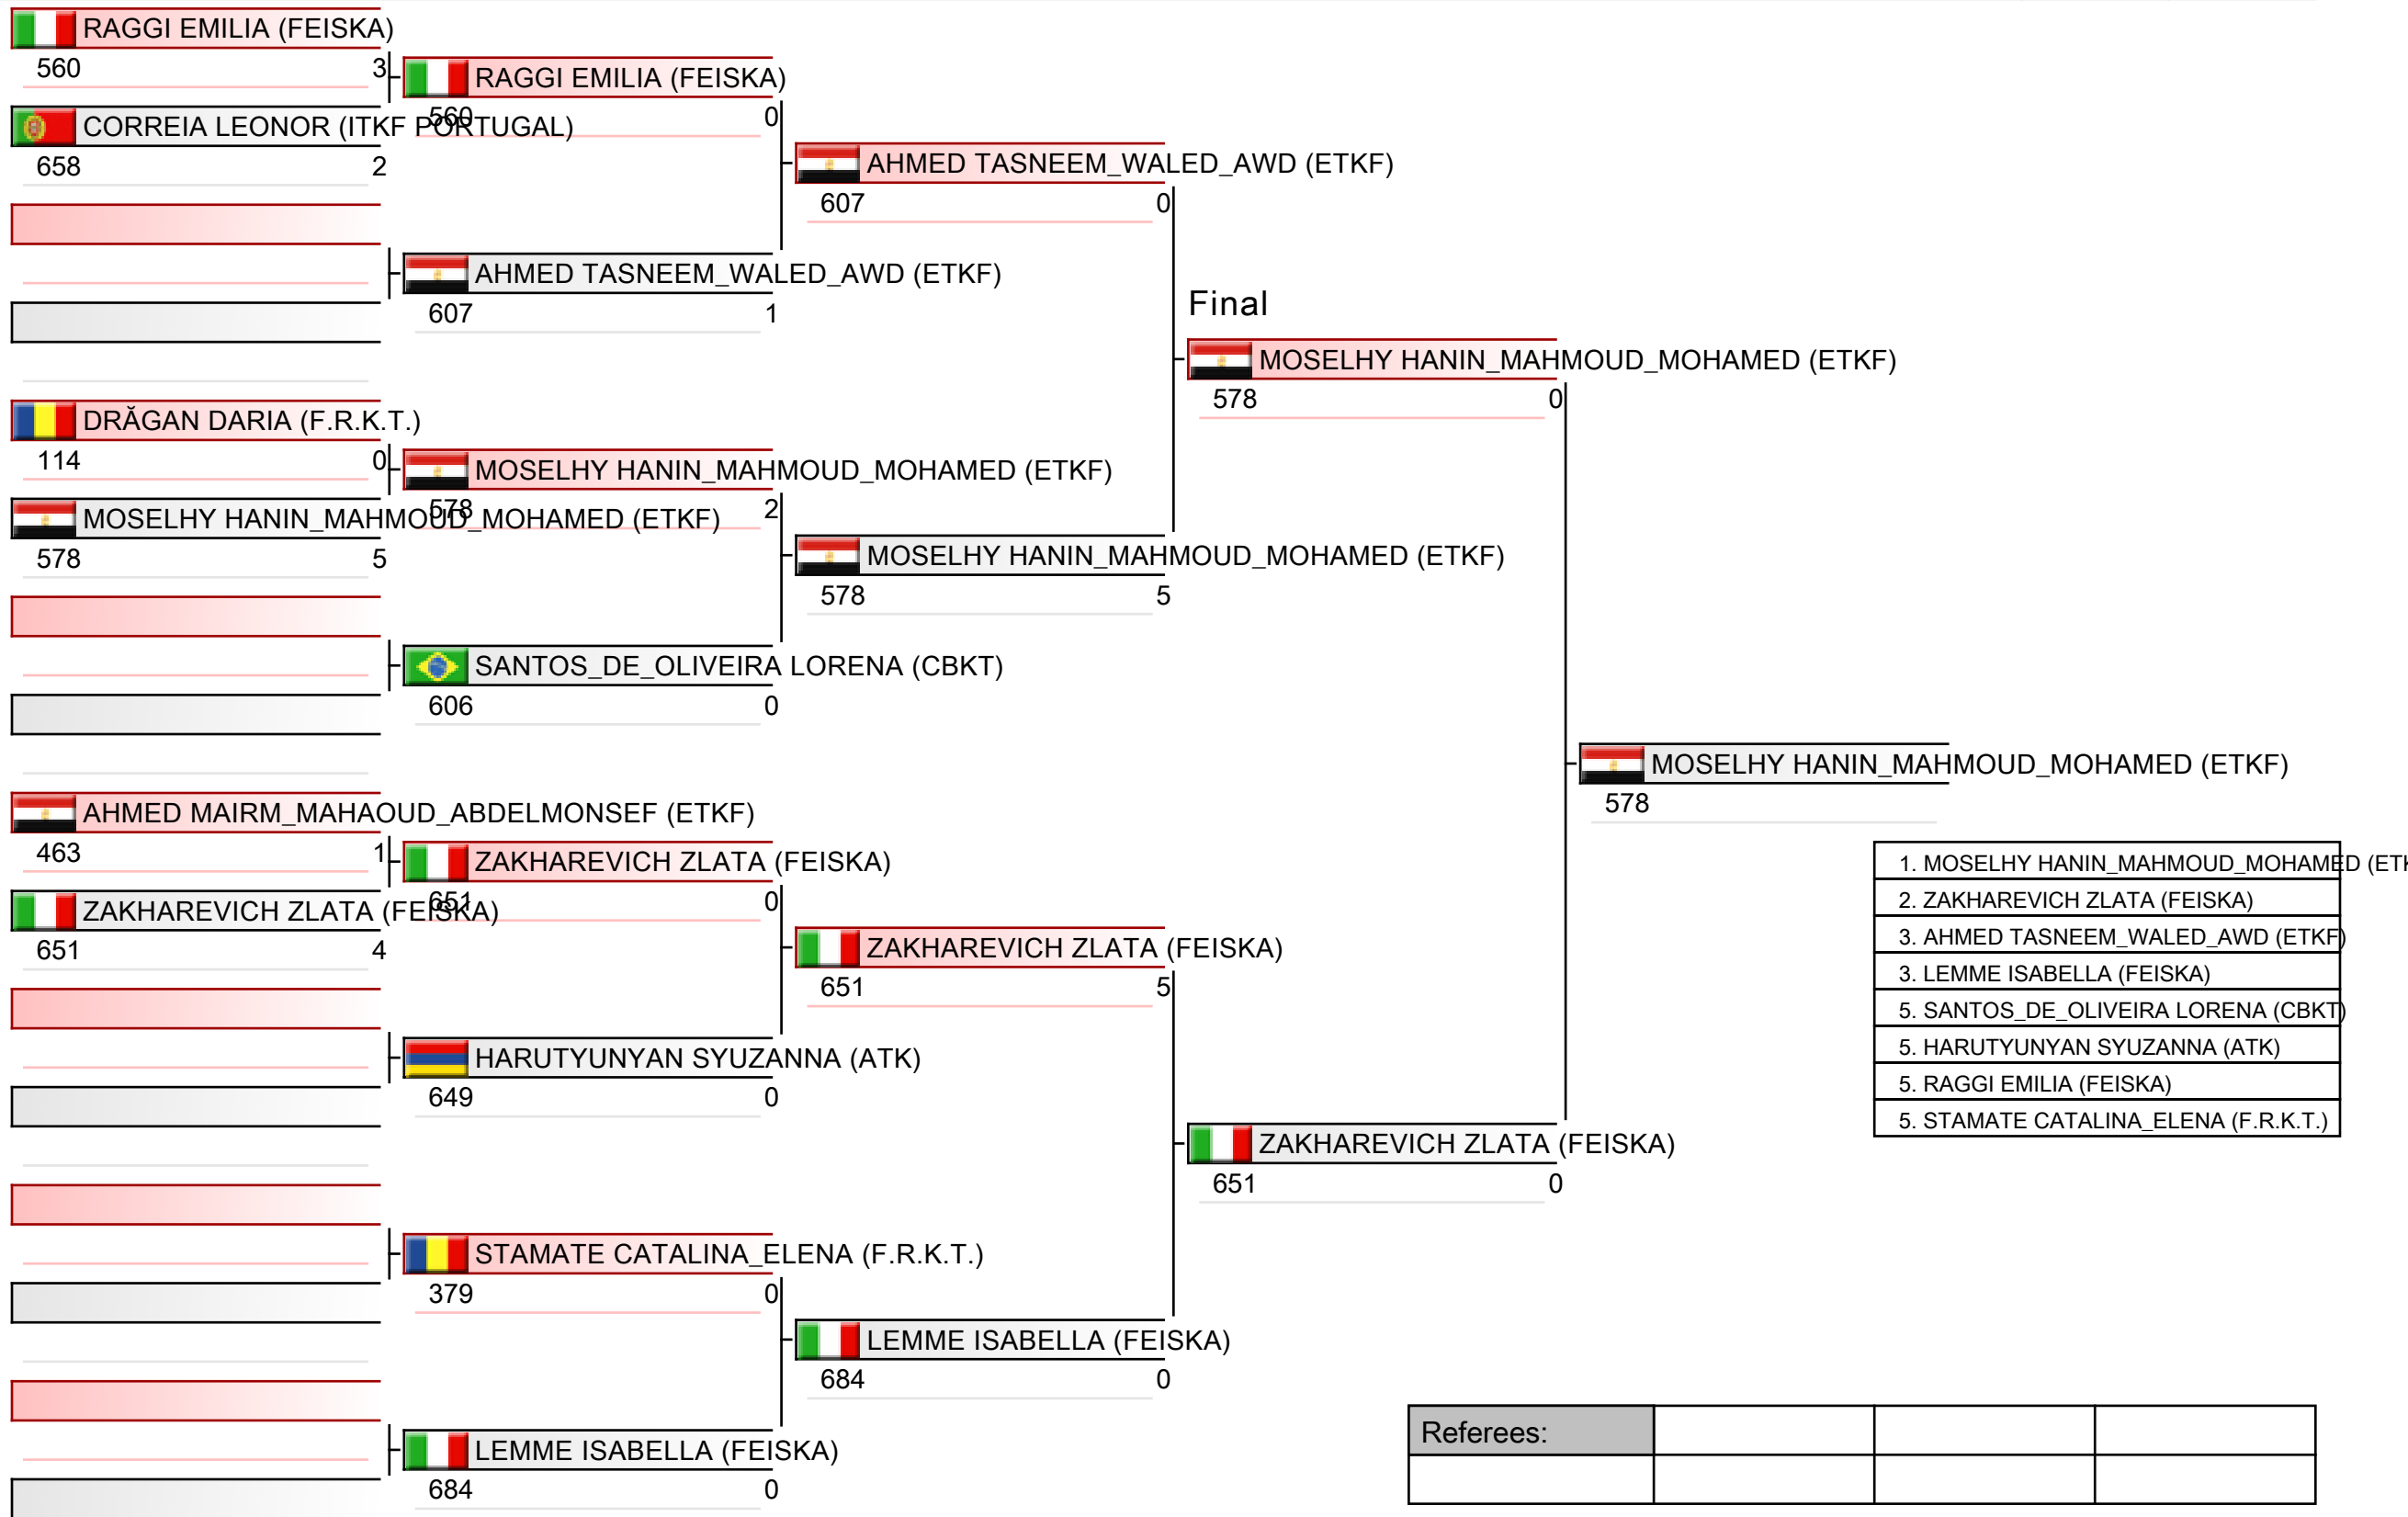 RAGGI EMILIA (FEISKA)
560 3
CORREIA LEONOR (ITKF PORTUGAL)
658 2
DRĂGAN DARIA (F.R.K.T.)
114 0
MOSELHY HANIN_MAHMOUD_MOHAMED (ETKF)
578 5
AHMED MAIRM_MAHAOUD_ABDELMONSEF (ETKF)
463 1
ZAKHAREVICH ZLATA (FEISKA)
651 4
RAGGI EMILIA (FEISKA)
560 0
AHMED TASNEEM_WALED_AWD (ETKF)
607 1
MOSELHY HANIN_MAHMOUD_MOHAMED (ETKF)
578 2
SANTOS_DE_OLIVEIRA LORENA (CBKT)
606 0
ZAKHAREVICH ZLATA (FEISKA)
651 0
HARUTYUNYAN SYUZANNA (ATK)
649 0
STAMATE CATALINA_ELENA (F.R.K.T.)
379 0
LEMME ISABELLA (FEISKA)
684 0
AHMED TASNEEM_WALED_AWD (ETKF)
607 0
MOSELHY HANIN_MAHMOUD_MOHAMED (ETKF)
578 5
ZAKHAREVICH ZLATA (FEISKA)
651 5
LEMME ISABELLA (FEISKA)
684 0
Final
MOSELHY HANIN_MAHMOUD_MOHAMED (ETKF)
578 0
ZAKHAREVICH ZLATA (FEISKA)
651 0
MOSELHY HANIN_MAHMOUD_MOHAMED (ETKF)
578
1. MOSELHY HANIN_MAHMOUD_MOHAMED
2. ZAKHAREVICH ZLATA (FEISKA)
3. AHMED TASNEEM_WALED_AWD (ETKF)
3. LEMME ISABELLA (FEISKA)
5. SANTOS_DE_OLIVEIRA LORENA (CBKT)
5. HARUTYUNYAN SYUZANNA (ATK)
5. RAGGI EMILIA (FEISKA)
5. STAMATE CATALINA_ELENA (F.R.K.T.)
Referees: